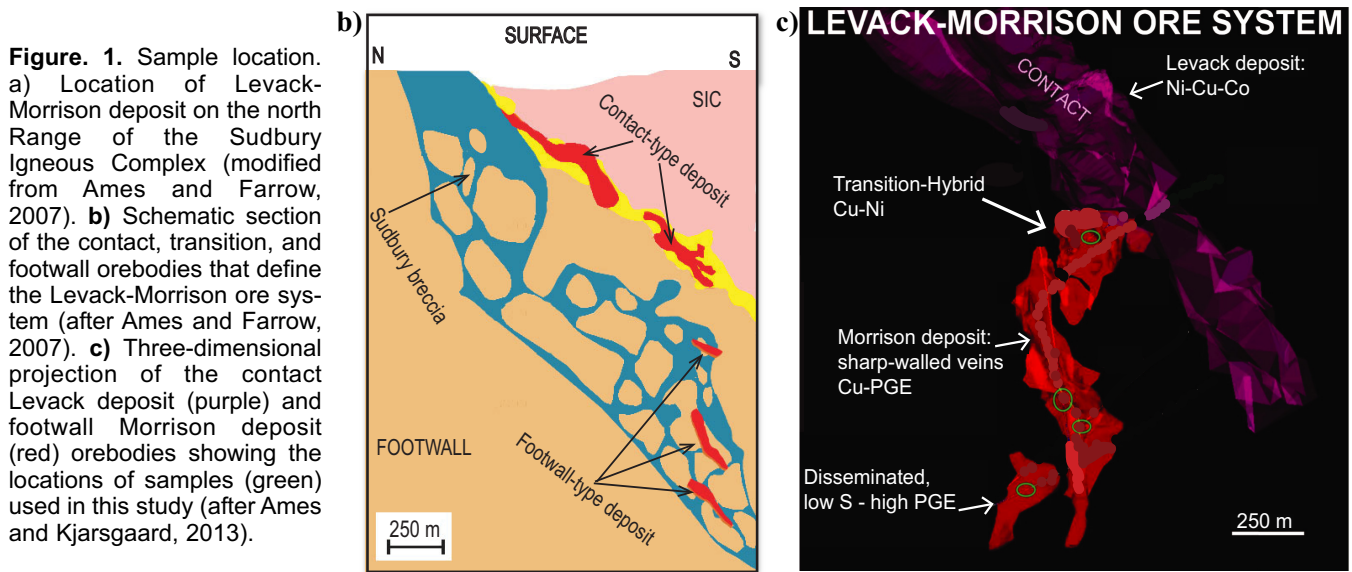 Figure. 1. Sample location.
a) Location of Levack-
Morrison deposit on the north
Range of the Sudbury
Igneous Complex (modified
from Ames and Farrow,
2007). b) Schematic section
of the contact, transition, and
footwall orebodies that define
the Levack-Morrison ore sys-
tem (after Ames and Farrow,
2007). c) Three-dimensional
projection of the contact
Levack deposit (purple) and
footwall Morrison deposit
(red) orebodies showing the
locations of samples (green)
used in this study (after Ames
and Kjarsgaard, 2013).
b)
SURFACE
N
S
SIC
Contact-type
deposit
Sudbury
breccia
FOOTWALL
Footwall-type
deposit
250 m
c) LEVACK-MORRISON ORE SYSTEM
CONTACT
Levack deposit:
Ni-Cu-Co
Transition-Hybrid
Cu-Ni
Morrison deposit:
sharp-walled veins
Cu-PGE
Disseminated,
low S - high PGE
250 m